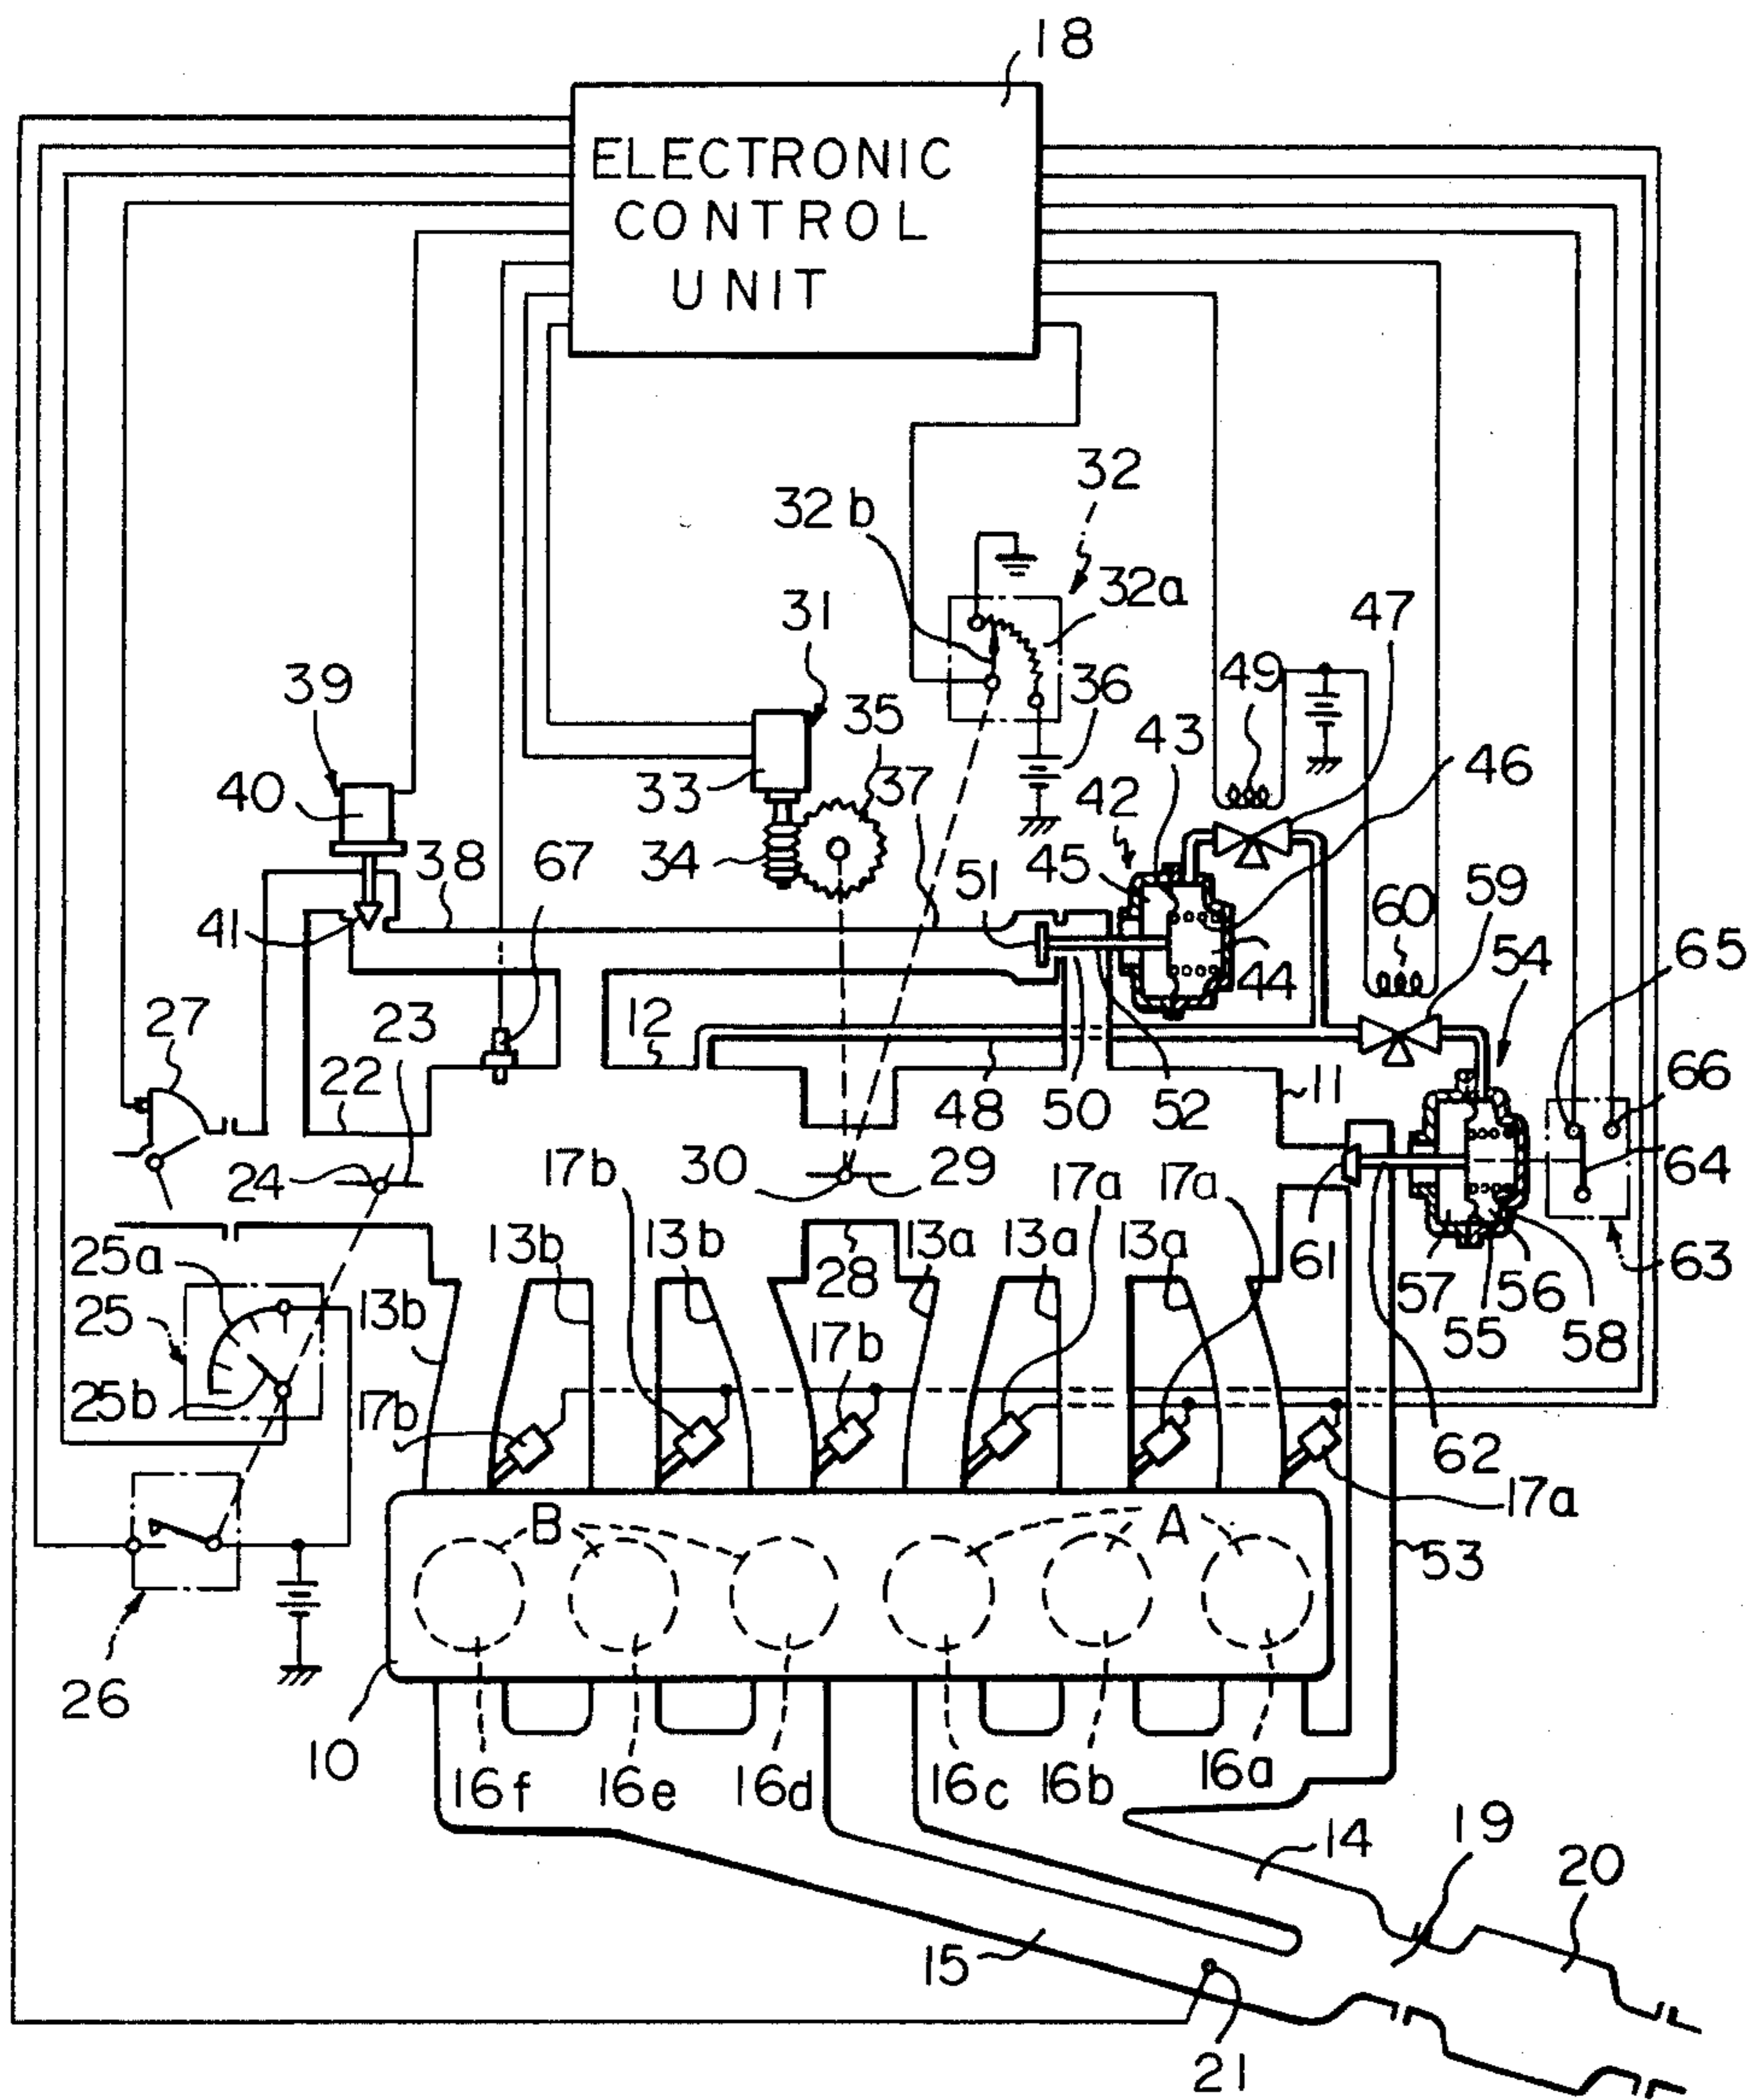 18
ELECTRONIC
CONTROL
UNIT
32
32b
32a
31
47
49
39
35
36
43
40
33
37
42
46
38
34
67
51
45
59
41
60
54
65
44
27
23
12
22
11
66
48
50
52
24
17b
30
29
17a
17a
64
61
25a
13b
13b
13a
13a
13a
28
63
25
13b
57
56
17b
55
58
25b
17b
62
17a
B
A
53
26
10
16f
16e
16d
16c
16b
16a
14
19
20
15
21